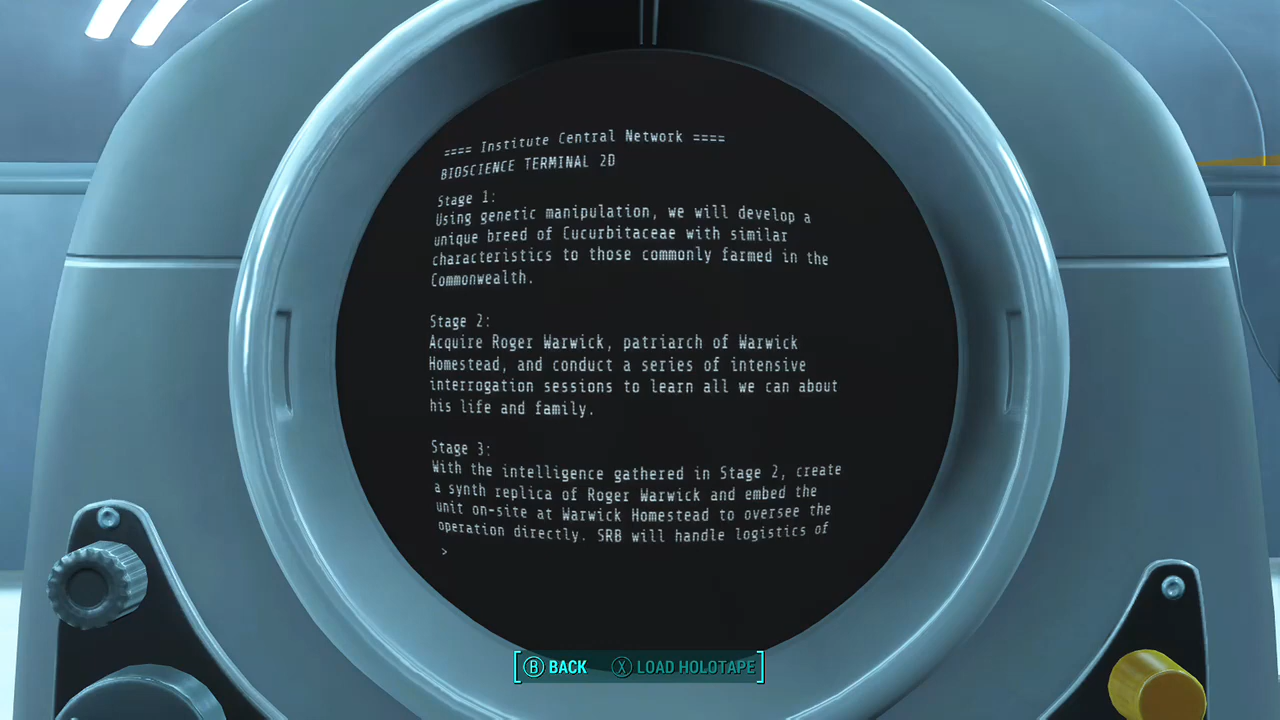 ==== Institute Central Network ====
BIOSCIENCE TERMINAL 2D
Stage 1:
Using genetic manipulation, we will develop a
unique breed of Cucurbitaceae with similar
characteristics to those commonly farmed in the
Commonwealth.
Stage 2:
Acquire Roger Warwick, patriarch of Warwick
Homestead, and conduct a series of intensive
interrogation sessions to learn all we can about
his life and family.
Stage 3:
With the intelligence gathered in Stage 2, create
a synth replica of Roger Warwick and embed the
unit on-site at Warwick Homestead to oversee the
operation directly. SRB will handle logistics of
>
B BACK X LOAD HOLOTAPE